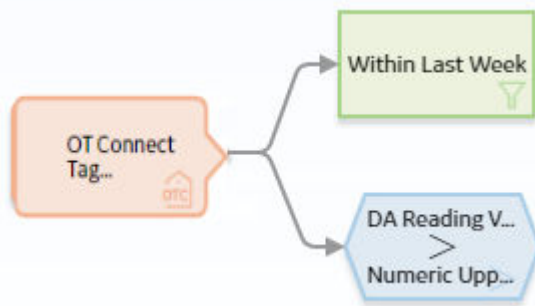 Within Last Week
OT Connect
Tag...
OTC
DA Reading V...
>
Numeric Upp...